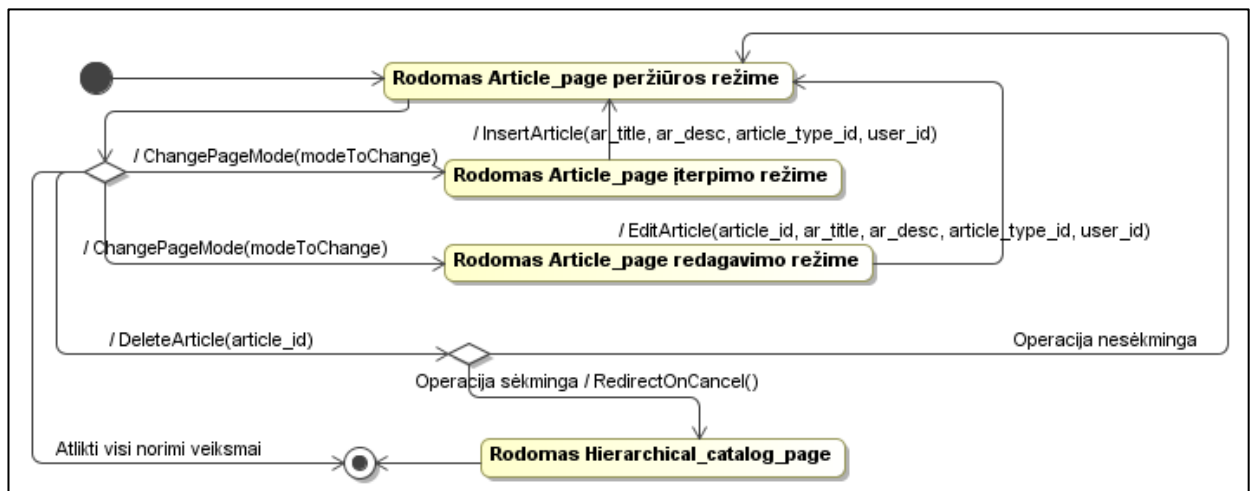 Rodomas Article_page peržiūros režime
/ InsertArticle(ar_title, ar_desc, article_type_id, user_id)
/ ChangePageMode(modeToChange)
Rodomas Article_page įterpimo režime
/ EditArticle(article_id, ar_title, ar_desc, article_type_id, user_id)
/ ChangePageMode(modeToChange)
Rodomas Article_page redagavimo režime
/ DeleteArticle(article_id)
Operacija nesėkminga
Operacija sėkminga / RedirectOnCancel()
Atlikti visi norimi veiksmai
Rodomas Hierarchical_catalog_page